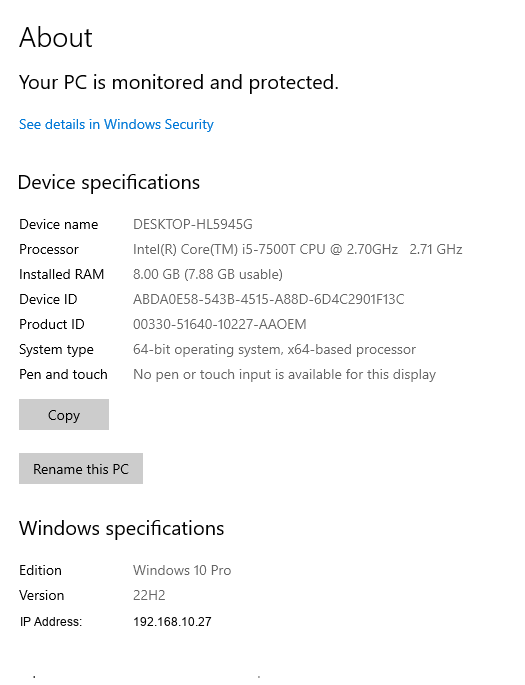 About
Your PC is monitored and protected.
See details in Windows Security
Device specifications
Device name DESKTOP-HL5945G
Processor Intel(R) Core(TM) i5-7500T CPU @ 2.70GHz 2.71 GHz
Installed RAM 8.00 GB (7.88 GB usable)
Device ID ABDA0E58-543B-4515-A88D-6D4C2901F13C
Product ID 00330-51640-10227-AAOEM
System type 64-bit operating system, x64-based processor
Pen and touch No pen or touch input is available for this display
Copy
Rename this PC
Windows specifications
Edition Windows 10 Pro
Version 22H2
IP Address: 192.168.10.27